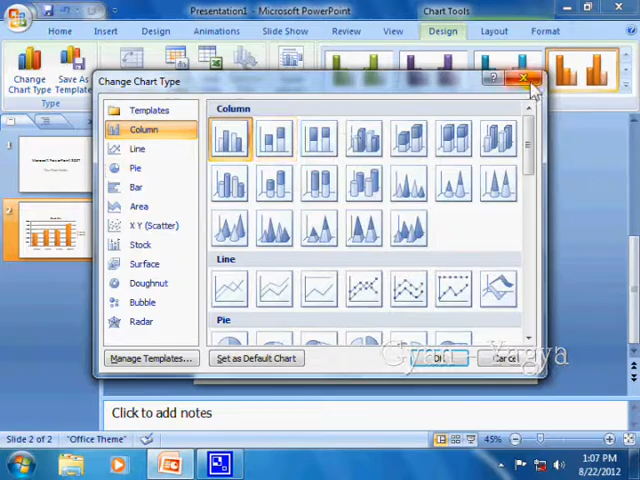 Presentation1 - Microsoft PowerPoint
Chart Tools
Home
Insert
Design
Animations
Slide Show
Review
View
Design
Layout
Format
Change
Chart Type
Save As
Template
Type
Change Chart Type
Templates
Column
Line
Pie
Bar
Area
X Y (Scatter)
Stock
Surface
Doughnut
Bubble
Radar
Column
Line
Pie
Manage Templates...
Set as Default Chart
OK
Cancel
Gyan - Yagya
Click to add notes
Slide 2 of 2
"Office Theme"
45%
1:07 PM
8/22/2012